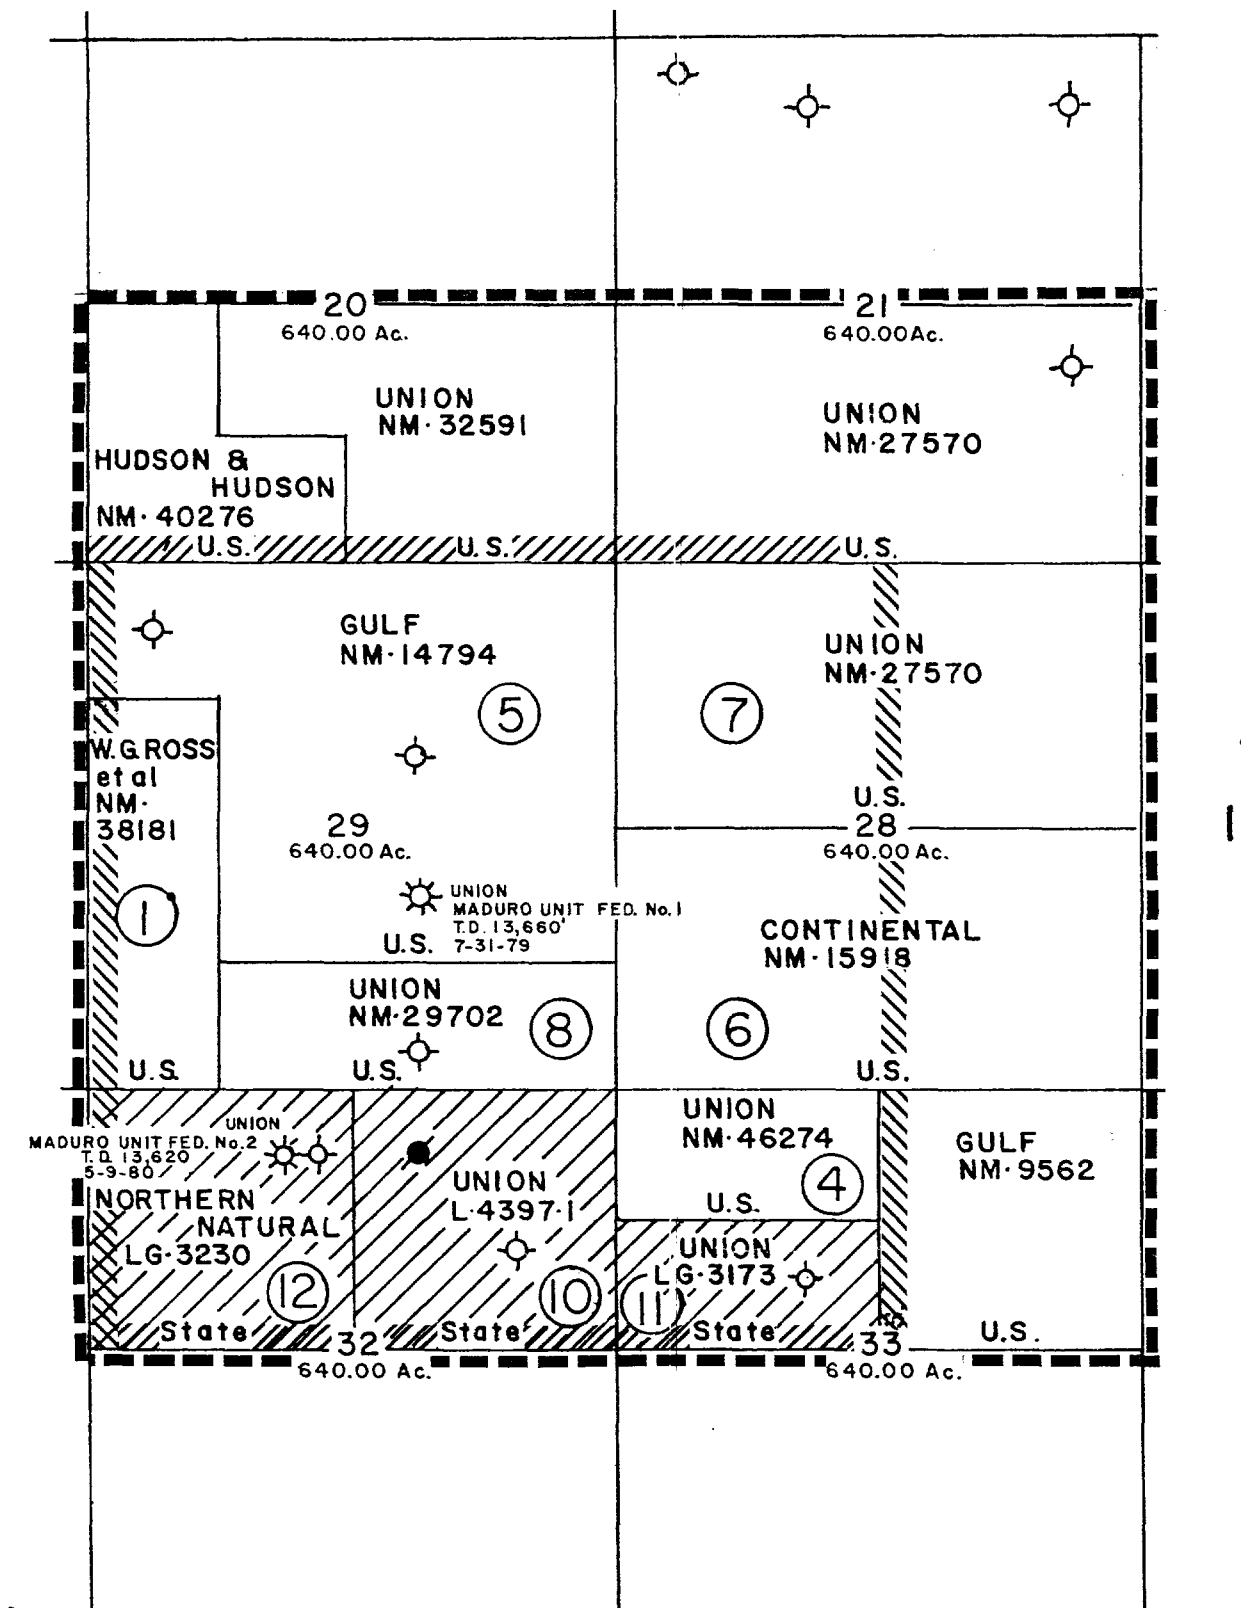 20
640.00 Ac.
21
640.00Ac.
UNION
NM·32591
UNION
NM·27570
HUDSON &
HUDSON
NM·40276
U.S.
U.S.
U.S.
GULF
NM·14794
5
UNION
NM·27570
7
U.S.
W.G.ROSS
et al
NM·
38181
1
29
640.00 Ac.
28
640.00 Ac.
UNION
MADURO UNIT FED. No.1
T.D. 13,660'
7-31-79
U.S.
CONTINENTAL
NM·15918
6
UNION
NM·29702
8
U.S.
U.S.
U.S.
UNION
MADURO UNIT FED. No.2
T.D. 13,620
5-9-80
NORTHERN
NATURAL
LG·3230
12
State
UNION
L·4397·1
10
State
UNION
NM·46274
4
U.S.
UNION
LG·3173
11
State
GULF
NM·9562
U.S.
32
640.00 Ac.
33
640.00 Ac.